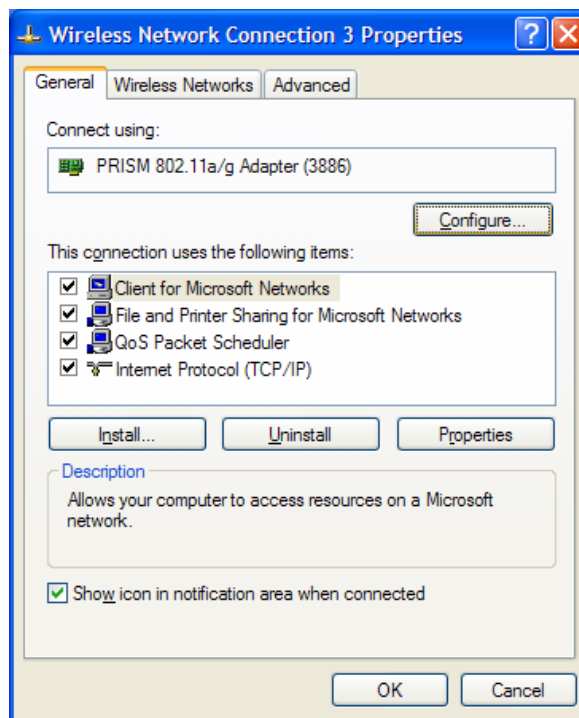 Wireless Network Connection 3 Properties
General Wireless Networks Advanced
Connect using:
PRISM 802.11a/g Adapter (3886)
Configure...
This connection uses the following items:
Client for Microsoft Networks
File and Printer Sharing for Microsoft Networks
QoS Packet Scheduler
Internet Protocol (TCP/IP)
Install... Uninstall Properties
Description
Allows your computer to access resources on a Microsoft
network.
Show icon in notification area when connected
OK Cancel